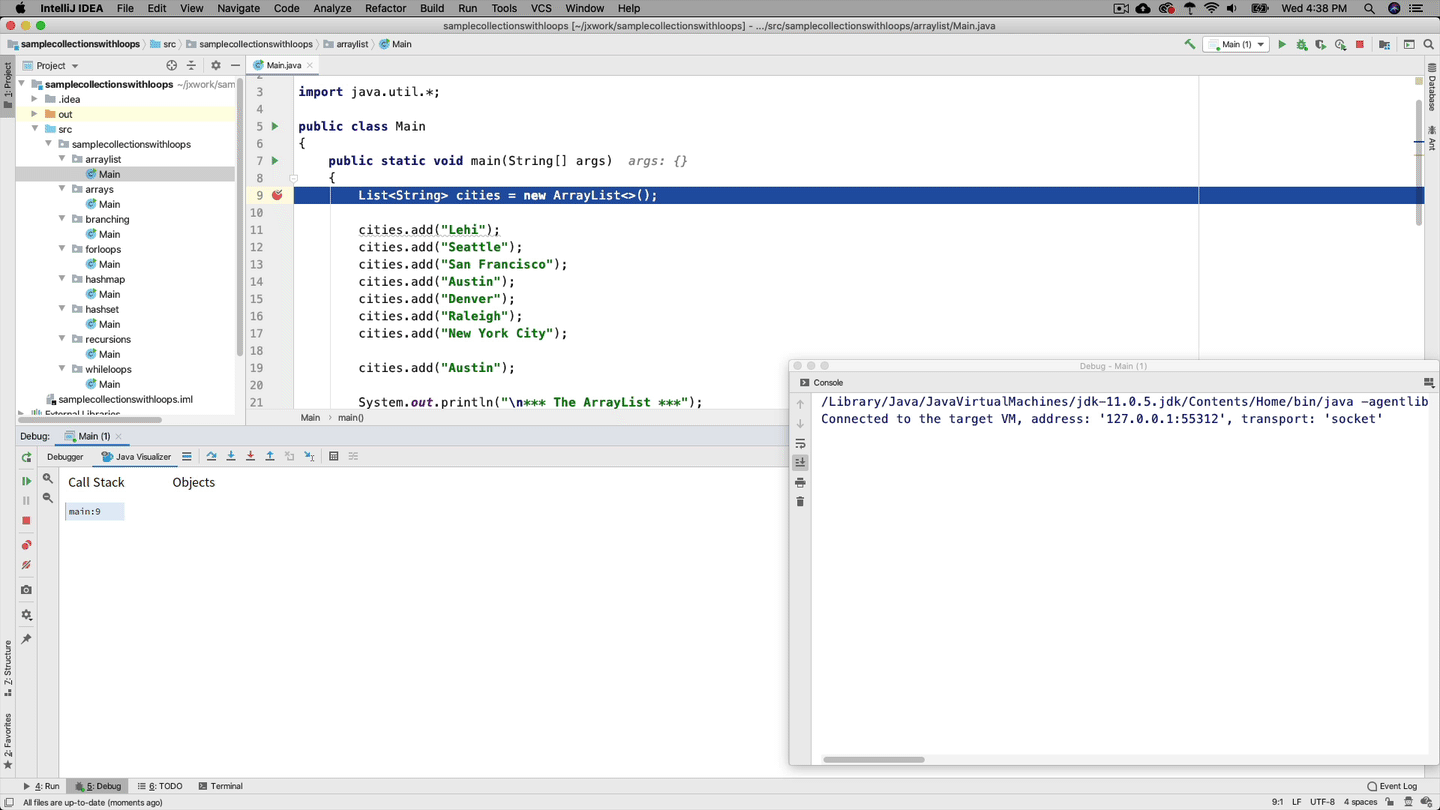 IntelliJ IDEA File Edit View Navigate Code Analyze Refactor Build Run Tools VCS Window Help Wed 4:38 PM
samplecollectionswithloops [~/jxwork/samplecollectionswithloops] - .../src/samplecollectionswithloops/arraylist/Main.java
samplecollectionswithloops src samplecollectionswithloops arraylist Main Main (1)
1: Project
Project
samplecollectionswithloops ~/jxwork/sam
.idea
out
src
samplecollectionswithloops
arraylist
Main
arrays
Main
branching
Main
forloops
Main
hashmap
Main
hashset
Main
recursions
Main
whileloops
Main
samplecollectionswithloops.iml
External Libraries
Main.java
2
3 import java.util.*;
4
5 public class Main
6 {
7 public static void main(String[] args) args: {}
8 {
9 List<String> cities = new ArrayList<>();
10
11 cities.add("Lehi");
12 cities.add("Seattle");
13 cities.add("San Francisco");
14 cities.add("Austin");
15 cities.add("Denver");
16 cities.add("Raleigh");
17 cities.add("New York City");
18
19 cities.add("Austin");
20
21 System.out.println("\n*** The ArrayList ***");
Main main()
Database
Ant
Debug: Main (1)
Debugger Java Visualizer
Call Stack Objects
main:9
Debug - Main (1)
Console
/Library/Java/JavaVirtualMachines/jdk-11.0.5.jdk/Contents/Home/bin/java -agentlib
Connected to the target VM, address: '127.0.0.1:55312', transport: 'socket'
7: Structure
2: Favorites
4: Run 5: Debug 6: TODO Terminal Event Log
All files are up-to-date (moments ago) 9:1 LF UTF-8 4 spaces